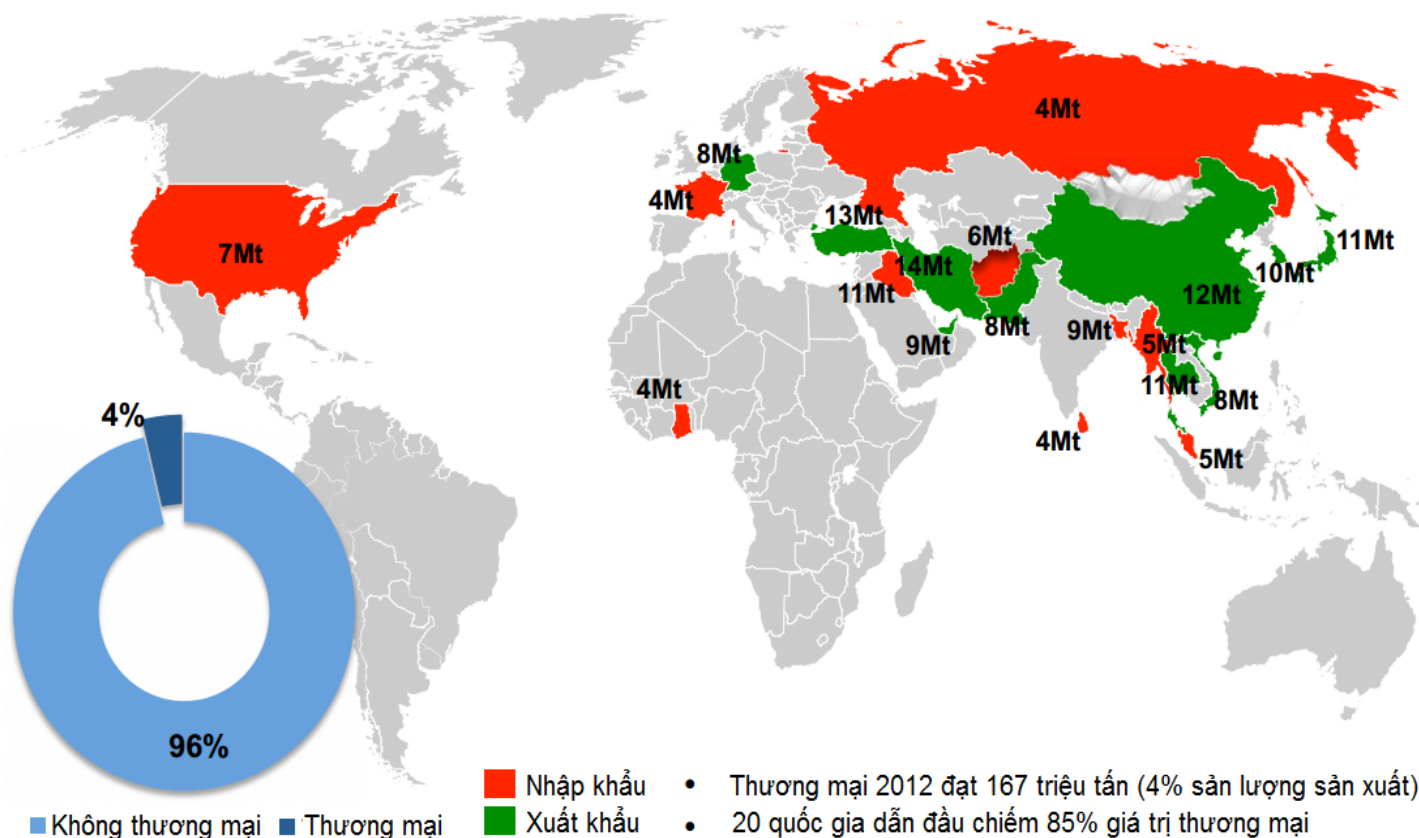 4Mt
8Mt
4Mt
13Mt
6Mt
11Mt
7Mt
14Mt
10Mt
11Mt
12Mt
8Mt
9Mt
9Mt
5Mt
11Mt
4Mt
8Mt
4Mt
5Mt
4%
96%
Không thương mại
Thương mại
Nhập khẩu
Xuất khẩu
• Thương mại 2012 đạt 167 triệu tấn (4% sản lượng sản xuất)
• 20 quốc gia dẫn đầu chiếm 85% giá trị thương mại